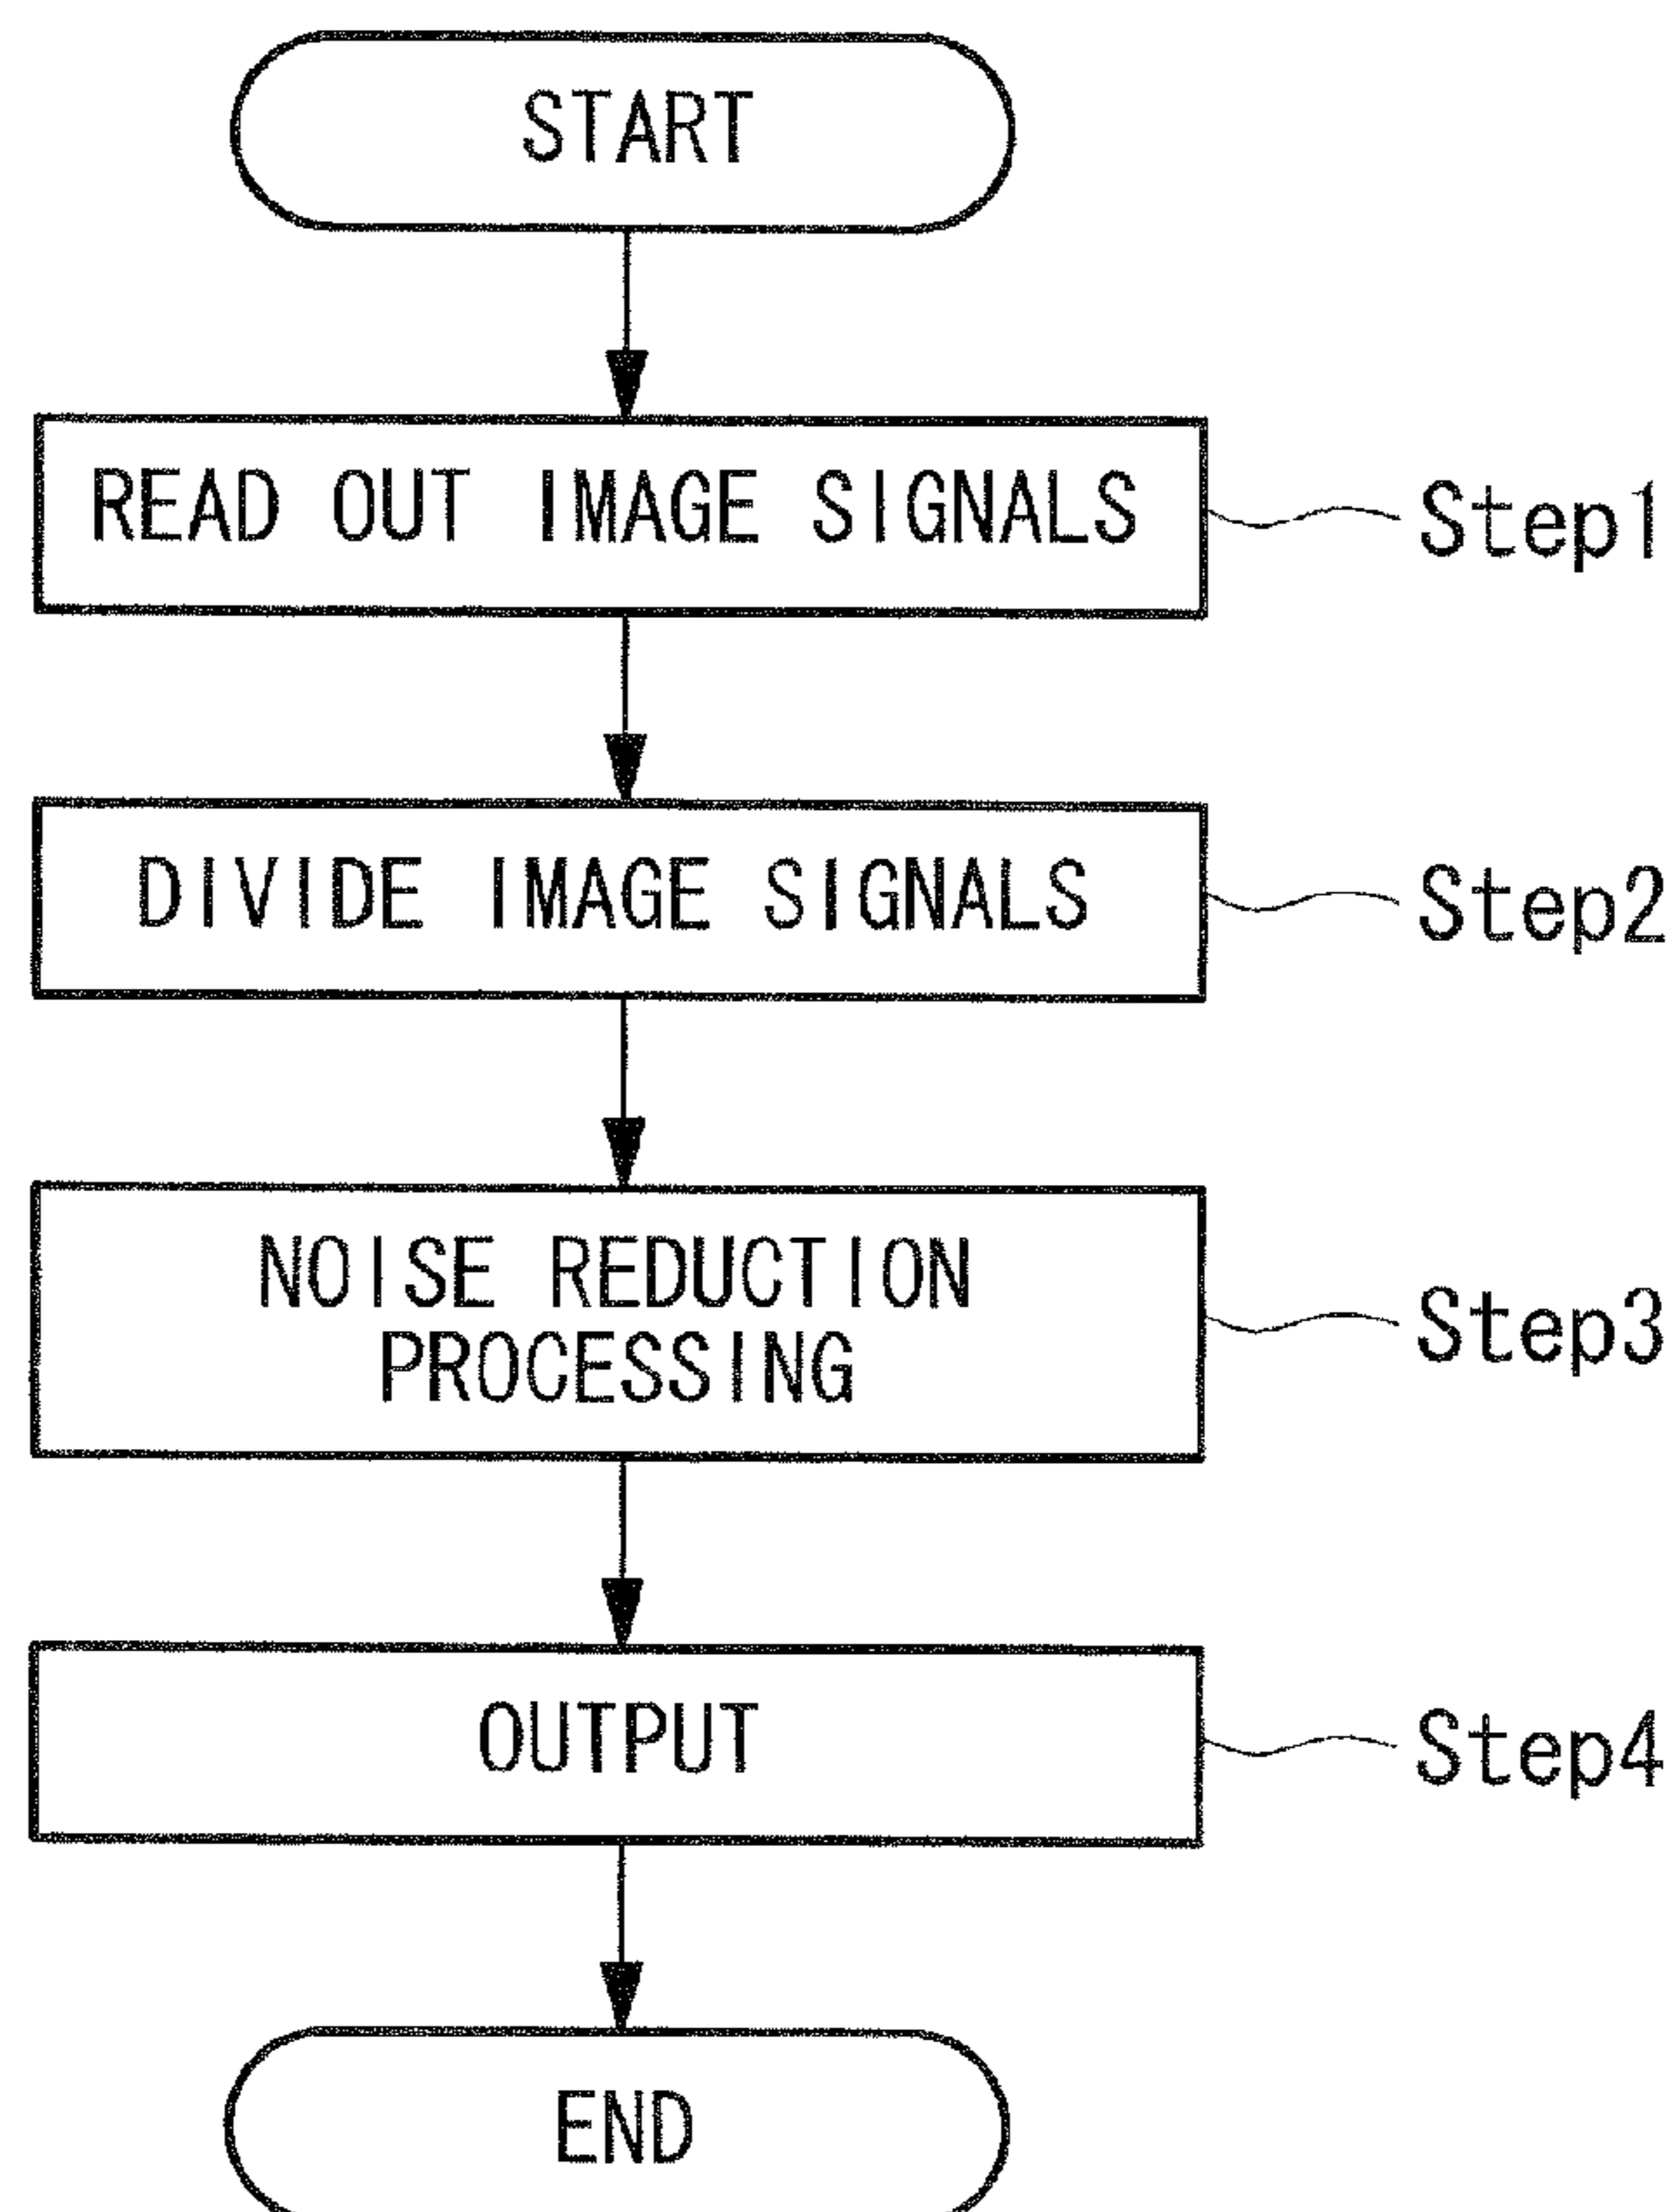 START
READ OUT IMAGE SIGNALS
Step1
DIVIDE IMAGE SIGNALS
Step2
NOISE REDUCTION
PROCESSING
Step3
OUTPUT
Step4
END